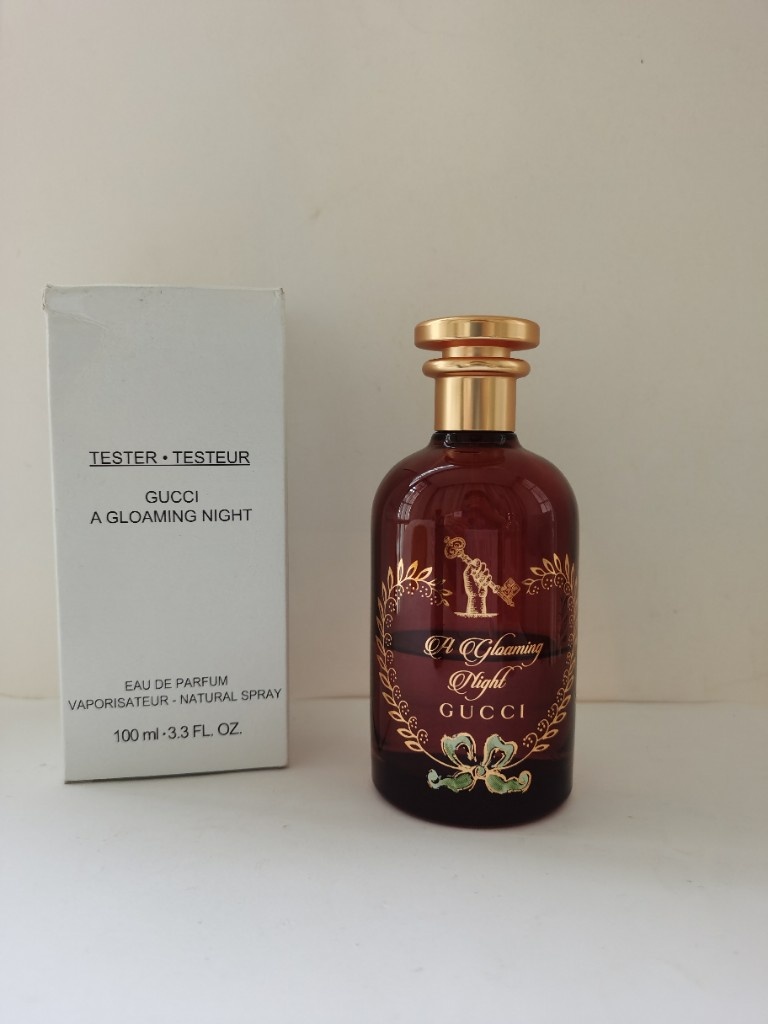 TESTER • TESTEUR
GUCCI
A GLOAMING NIGHT
EAU DE PARFUM
VAPORISATEUR - NATURAL SPRAY
100 ml • 3.3 FL. OZ.
A Gloaming
Night
GUCCI